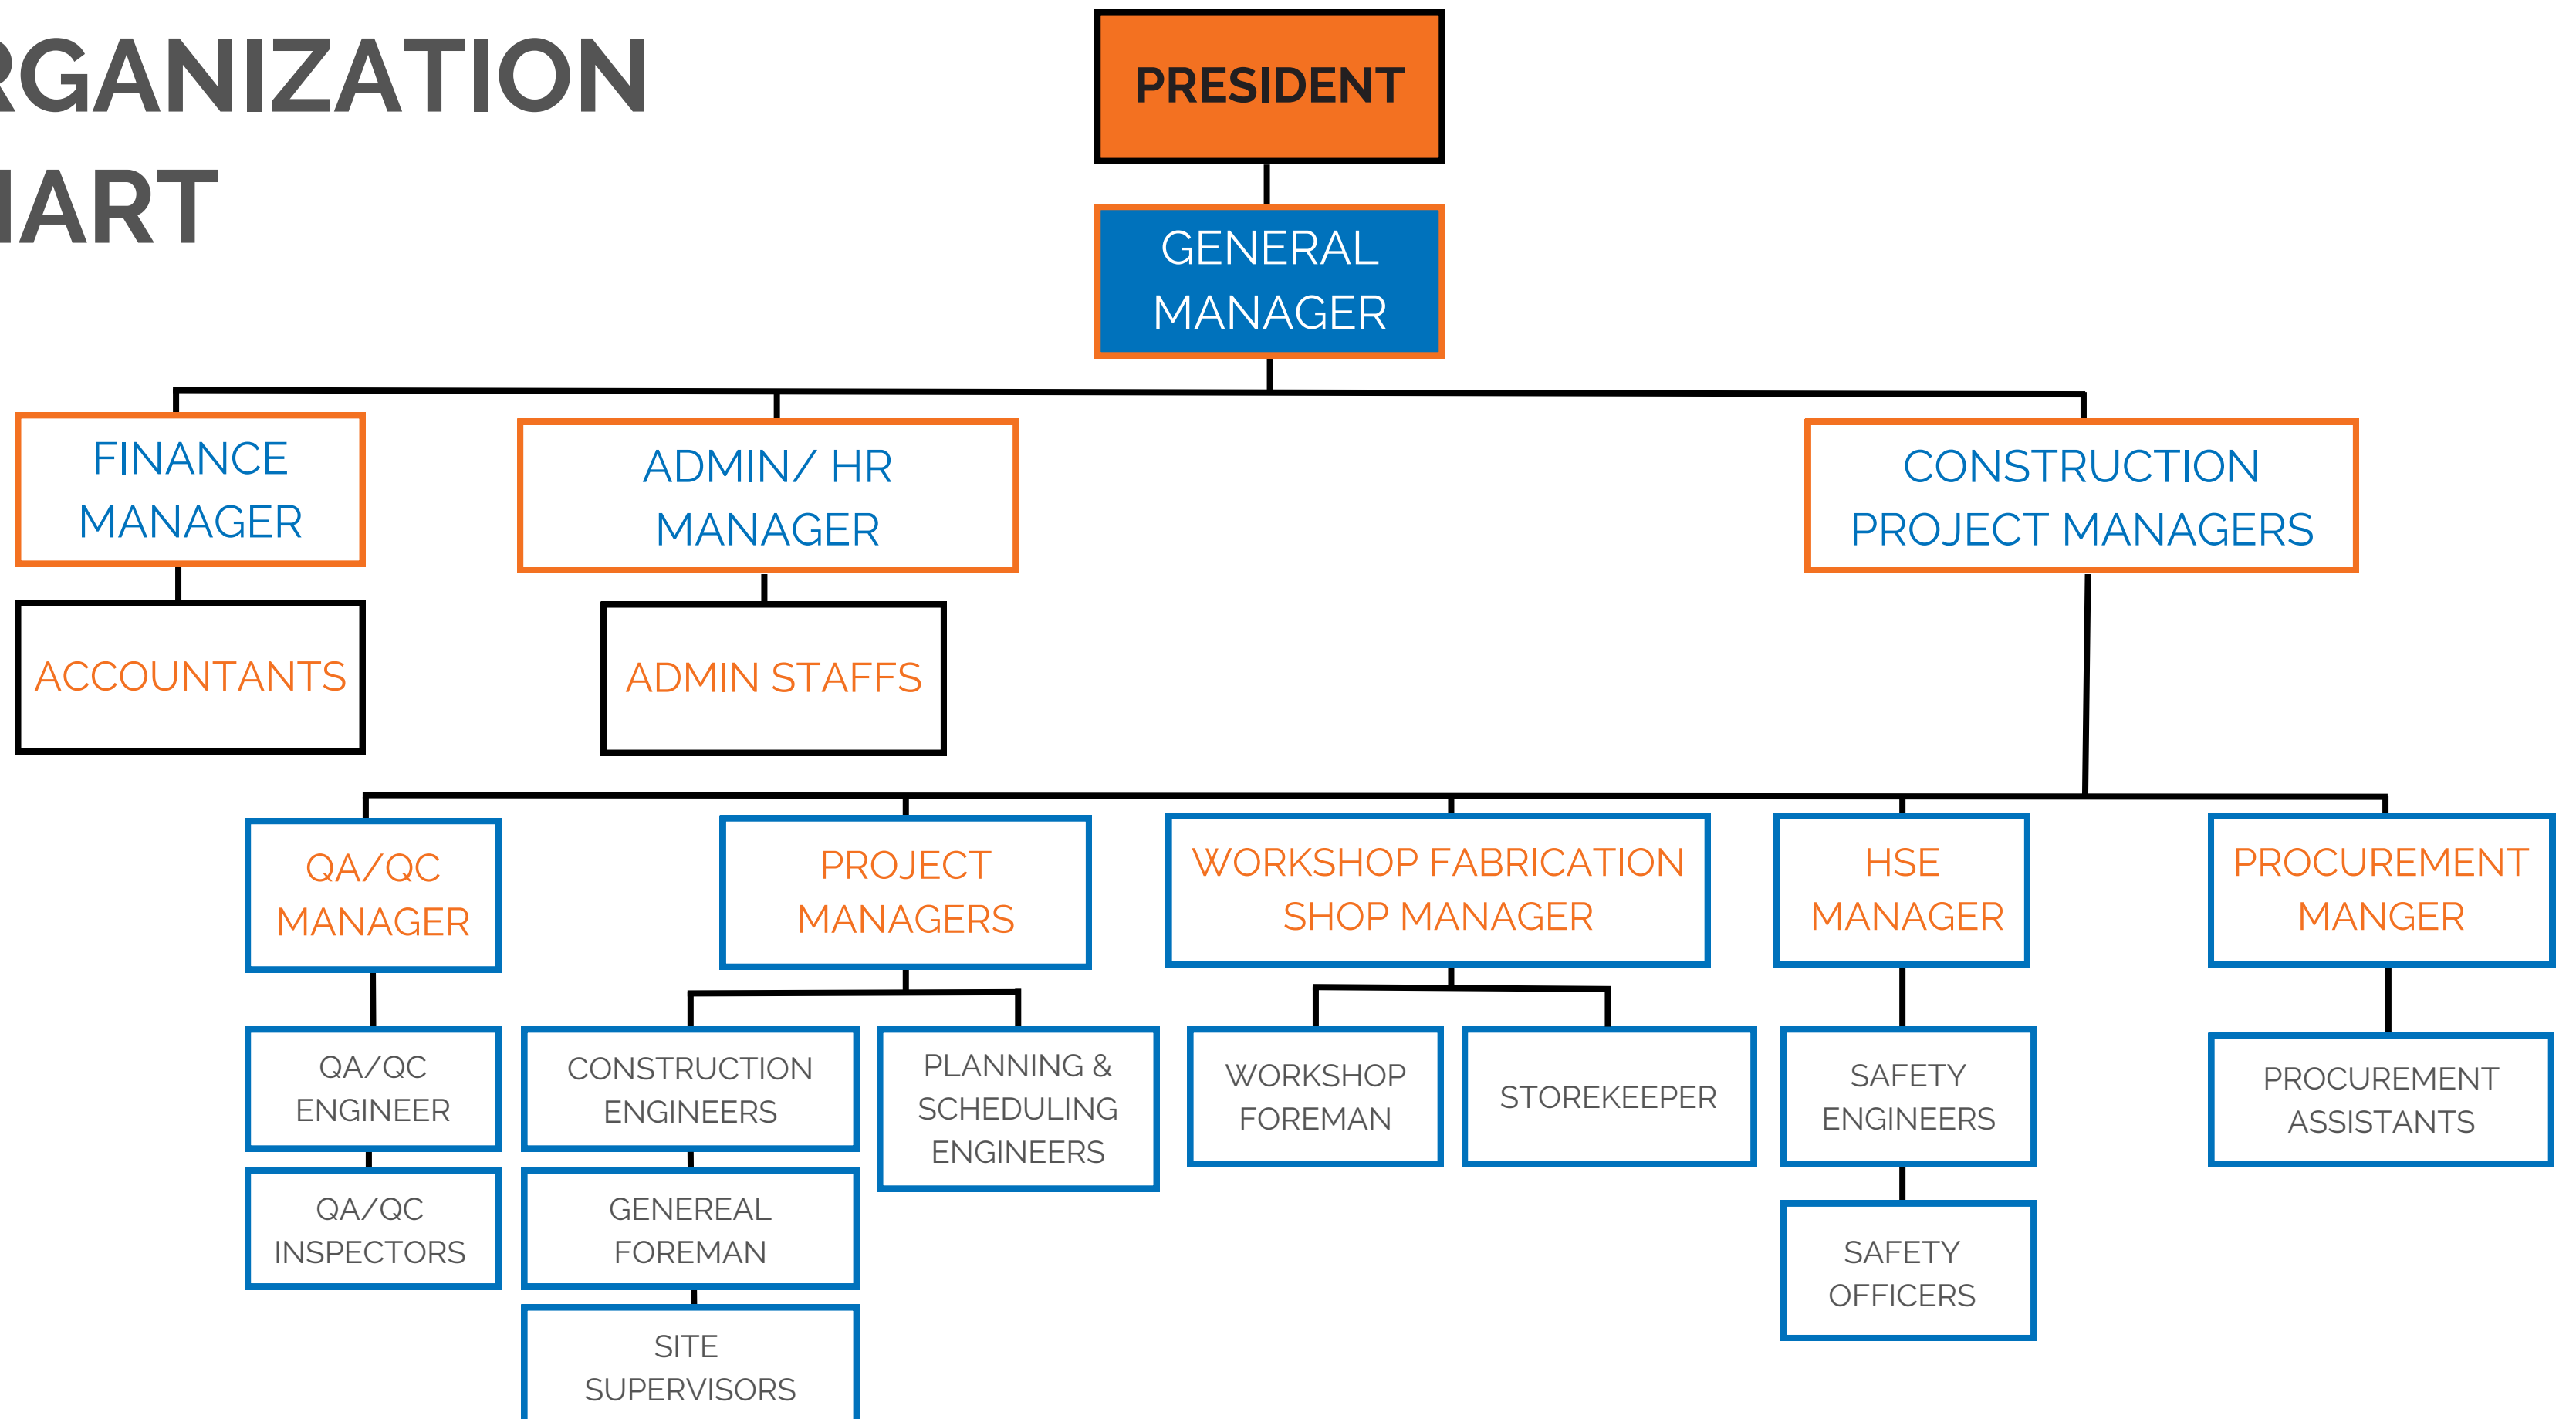 RGANIZATION
HART
PRESIDENT
GENERAL
MANAGER
FINANCE
MANAGER
ADMIN/ HR
MANAGER
CONSTRUCTION
PROJECT MANAGERS
ACCOUNTANTS
ADMIN STAFFS
QA/QC
MANAGER
PROJECT
MANAGERS
WORKSHOP FABRICATION
SHOP MANAGER
HSE
MANAGER
PROCUREMENT
MANGER
QA/QC
ENGINEER
CONSTRUCTION
ENGINEERS
PLANNING &
SCHEDULING
ENGINEERS
WORKSHOP
FOREMAN
STOREKEEPER
SAFETY
ENGINEERS
PROCUREMENT
ASSISTANTS
QA/QC
INSPECTORS
GENEREAL
FOREMAN
SAFETY
OFFICERS
SITE
SUPERVISORS